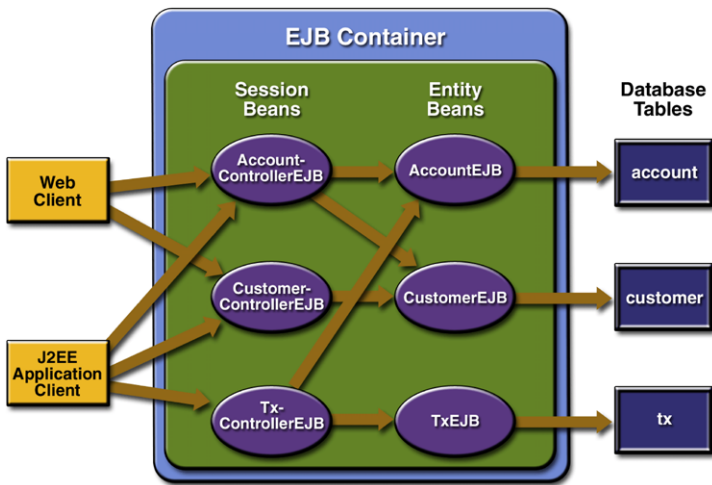 EJB Container
Session
Beans
Entity
Beans
Database
Tables
Web
Client
Account-
ControllerEJB
AccountEJB
account
Customer-
ControllerEJB
CustomerEJB
customer
J2EE
Application
Client
Tx-
ControllerEJB
TxEJB
tx